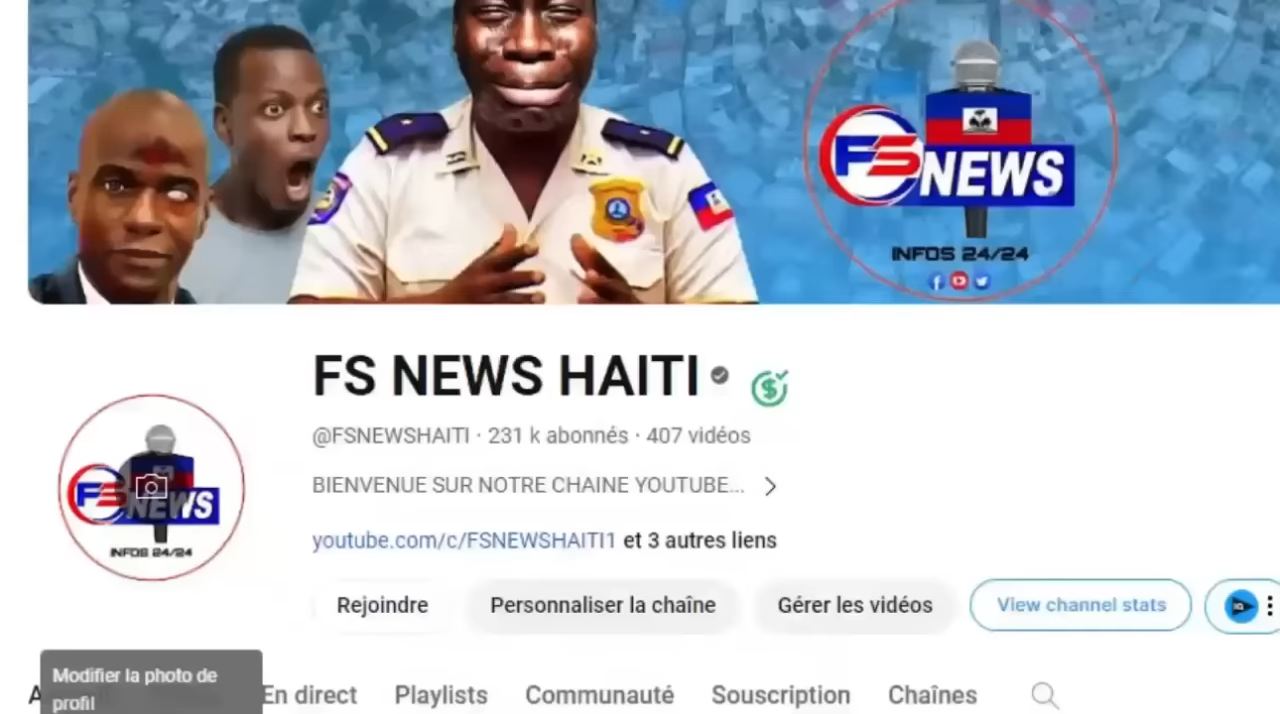 FS
NEWS
INFOS 24/24
FS NEWS HAITI
@FSNEWSHAITI · 231 k abonnés · 407 vidéos
BIENVENUE SUR NOTRE CHAINE YOUTUBE...
youtube.com/c/FSNEWSHAITI1 et 3 autres liens
FS
NEWS
INFOS 24/24
Rejoindre Personnaliser la chaîne Gérer les vidéos View channel stats
Modifier la photo de
profil
En direct Playlists Communauté Souscription Chaînes